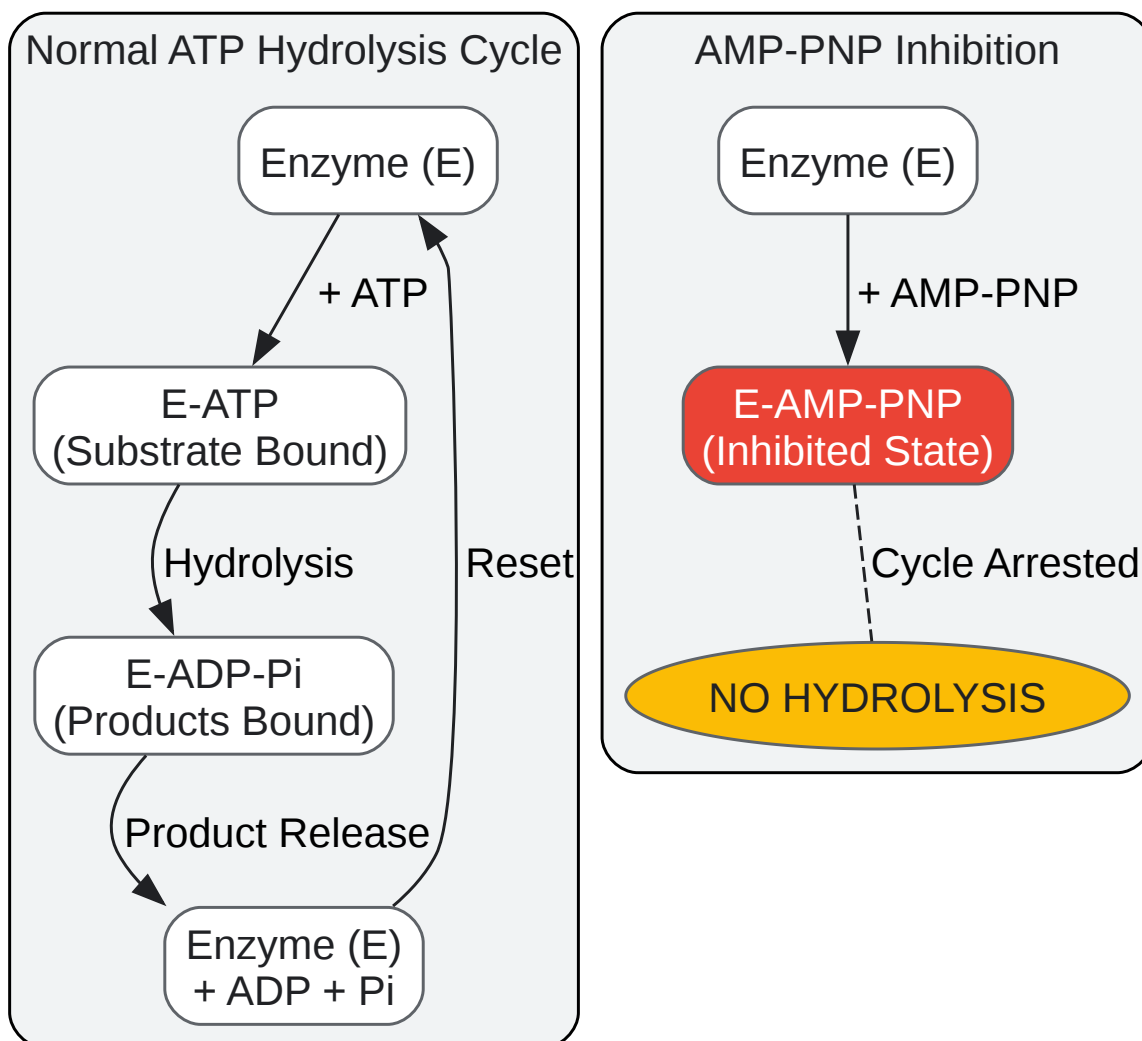 Normal ATP Hydrolysis Cycle
Enzyme (E)
+ ATP
E-ATP
(Substrate Bound)
Hydrolysis
Reset
E-ADP-Pi
(Products Bound)
Product Release
Enzyme (E)
+ ADP + Pi
AMP-PNP Inhibition
Enzyme (E)
+ AMP-PNP
E-AMP-PNP
(Inhibited State)
Cycle Arrested
NO HYDROLYSIS